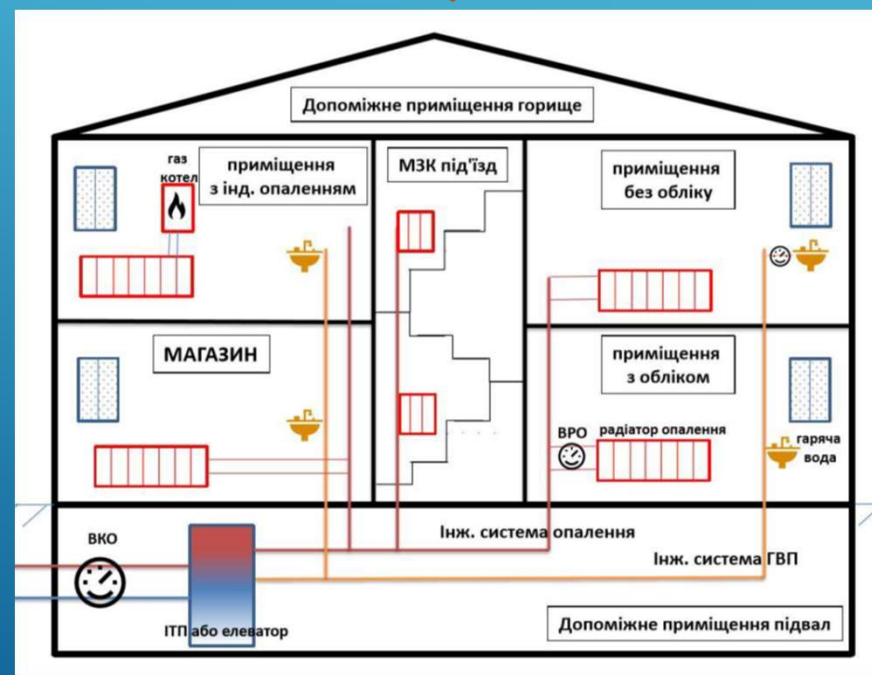 Допоміжне приміщення горище
газ
котел
приміщення
з інд. опаленням
МЗК під'їзд
приміщення
без обліку
МАГАЗИН
приміщення
з обліком
ВРО
радіатор опалення
гаряча
вода
ВКО
Інж. система опалення
Інж. система ГВП
ІТП або елеватор
Допоміжне приміщення підвал